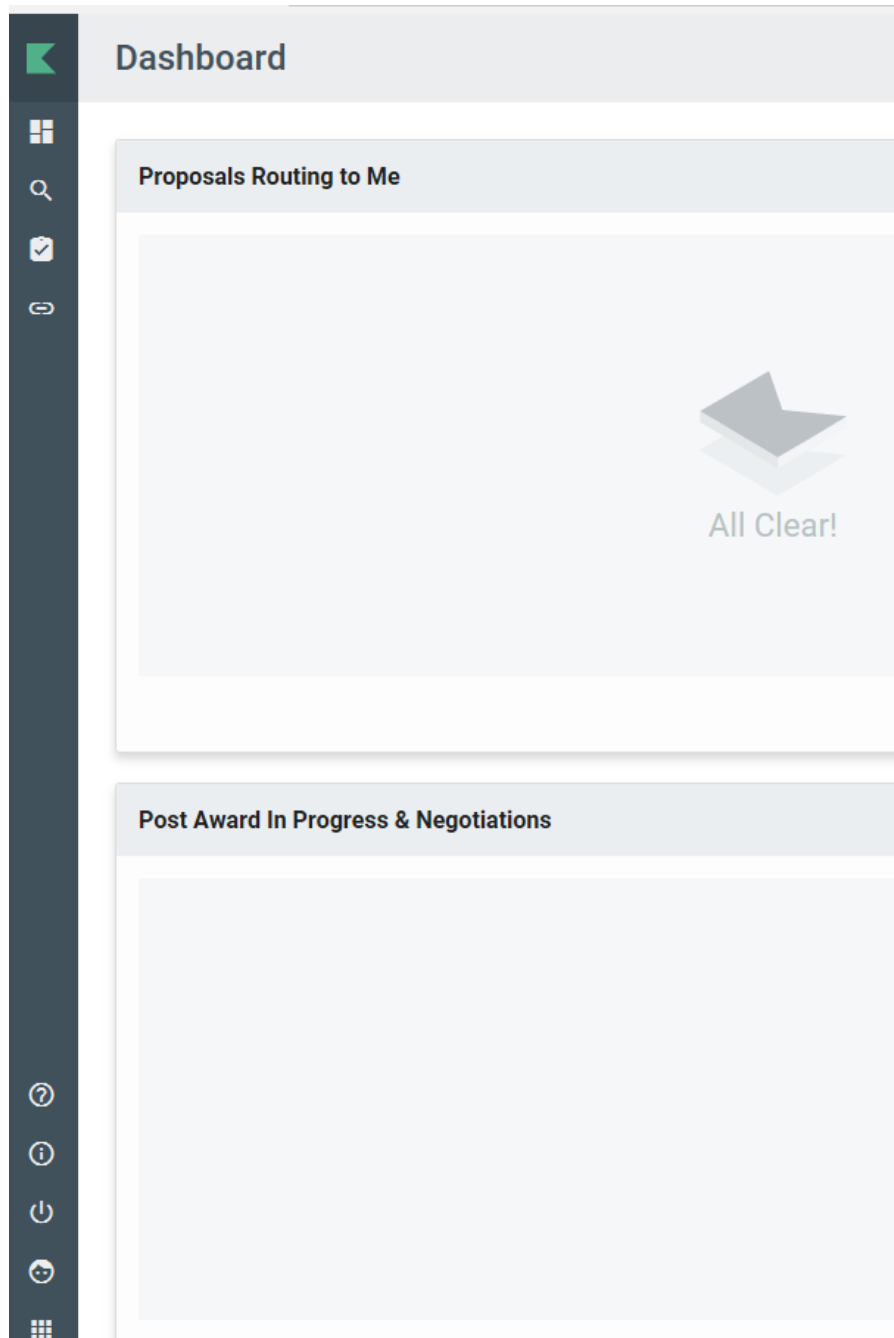 Dashboard
Proposals Routing to Me
All Clear!
Post Award In Progress & Negotiations